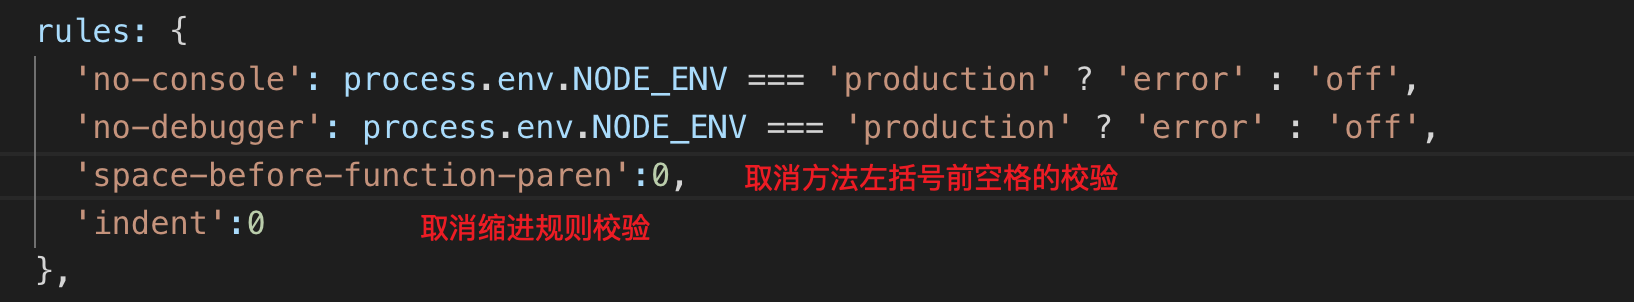 rules: {
'no-console': process.env.NODE_ENV === 'production' ? 'error' : 'off',
'no-debugger': process.env.NODE_ENV === 'production' ? 'error' : 'off',
'space-before-function-paren':0, 取消方法左括号前空格的校验
'indent':0 取消缩进规则校验
},